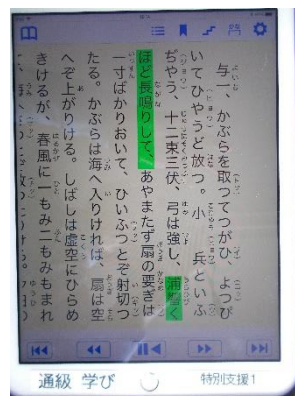 与一、かぶらを取つてつがひ、よつぴ
いてひやうど放つ。小　兵といふ
ぢやう、十二束三伏、弓は強し、浦響く
ほど長鳴りして、あやまたず扇の要ぎは
一寸ばかりおいて、ひいふつとぞ射切つ
たる。かぶらは海へ入りければ、扇は空
へぞ上がりける。しばしは虚空にひらめ
きけるが、春風に、もみ二もみもまれ
通級 学び
特別支援1